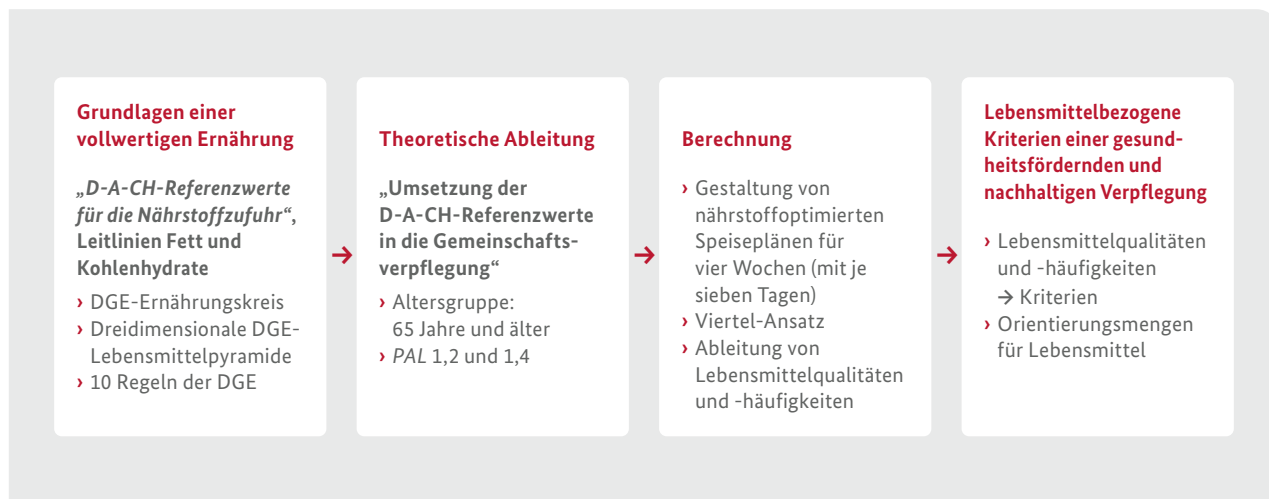 Grundlagen einer
vollwertigen Ernährung
„D-A-CH-Referenzwerte
für die Nährstoffzufuhr“,
Leitlinien Fett und
Kohlenhydrate
› DGE-Ernährungskreis
› Dreidimensionale DGE-
Lebensmittelpyramide
› 10 Regeln der DGE
→
Theoretische Ableitung
„Umsetzung der
D-A-CH-Referenzwerte
in die Gemeinschafts-
verpflegung“
› Altersgruppe:
65 Jahre und älter
› PAL 1,2 und 1,4
→
Berechnung
› Gestaltung von
nährstoffoptimierten
Speiseplänen für
vier Wochen (mit je
sieben Tagen)
› Viertel-Ansatz
› Ableitung von
Lebensmittelqualitäten
und -häufigkeiten
→
Lebensmittelbezogene
Kriterien einer gesund-
heitsfördernden und
nachhaltigen Verpflegung
› Lebensmittelqualitäten
und -häufigkeiten
→ Kriterien
› Orientierungsmengen
für Lebensmittel